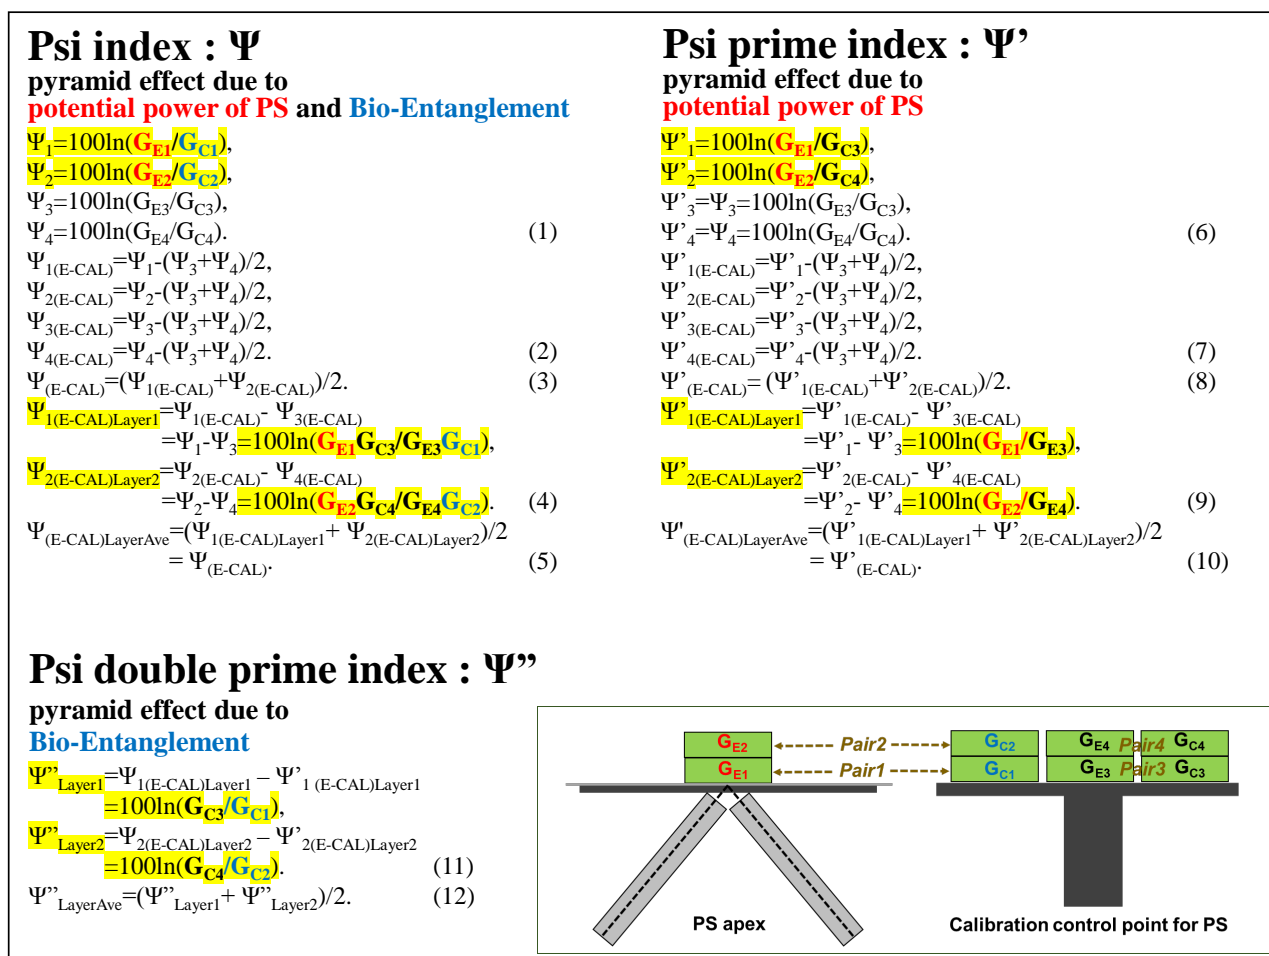 Psi index : Ψ
pyramid effect due to
potential power of PS and Bio-Entanglement
Ψ1=100ln(GE1/GC1),
Ψ2=100ln(GE2/GC2),
Ψ3=100ln(GE3/GC3),
Ψ4=100ln(GE4/GC4). (1)
Ψ1(E-CAL)=Ψ1-(Ψ3+Ψ4)/2,
Ψ2(E-CAL)=Ψ2-(Ψ3+Ψ4)/2,
Ψ3(E-CAL)=Ψ3-(Ψ3+Ψ4)/2,
Ψ4(E-CAL)=Ψ4-(Ψ3+Ψ4)/2. (2)
Ψ(E-CAL)=(Ψ1(E-CAL)+Ψ2(E-CAL))/2. (3)
Ψ1(E-CAL)Layer1=Ψ1(E-CAL)- Ψ3(E-CAL)
=Ψ1-Ψ3=100ln(GE1GC3/GE3GC1),
Ψ2(E-CAL)Layer2=Ψ2(E-CAL)- Ψ4(E-CAL)
=Ψ2-Ψ4=100ln(GE2GC4/GE4GC2). (4)
Ψ(E-CAL)LayerAve=(Ψ1(E-CAL)Layer1+ Ψ2(E-CAL)Layer2)/2
= Ψ(E-CAL). (5)
Psi prime index : Ψ’
pyramid effect due to
potential power of PS
Ψ’1=100ln(GE1/GC3),
Ψ’2=100ln(GE2/GC4),
Ψ’3=Ψ3=100ln(GE3/GC3),
Ψ’4=Ψ4=100ln(GE4/GC4). (6)
Ψ’1(E-CAL)=Ψ’1-(Ψ3+Ψ4)/2,
Ψ’2(E-CAL)=Ψ’2-(Ψ3+Ψ4)/2,
Ψ’3(E-CAL)=Ψ’3-(Ψ3+Ψ4)/2,
Ψ’4(E-CAL)=Ψ’4-(Ψ3+Ψ4)/2. (7)
Ψ’(E-CAL)= (Ψ’1(E-CAL)+Ψ’2(E-CAL))/2. (8)
Ψ’1(E-CAL)Layer1=Ψ’1(E-CAL)- Ψ’3(E-CAL)
=Ψ’1- Ψ’3=100ln(GE1/GE3),
Ψ’2(E-CAL)Layer2=Ψ’2(E-CAL)- Ψ’4(E-CAL)
=Ψ’2- Ψ’4=100ln(GE2/GE4). (9)
Ψ'(E-CAL)LayerAve=(Ψ’1(E-CAL)Layer1+ Ψ’2(E-CAL)Layer2)/2
= Ψ’(E-CAL). (10)
Psi double prime index : Ψ”
pyramid effect due to
Bio-Entanglement
Ψ”Layer1=Ψ1(E-CAL)Layer1 – Ψ’1 (E-CAL)Layer1
=100ln(GC3/GC1),
Ψ”Layer2=Ψ2(E-CAL)Layer2 – Ψ’2(E-CAL)Layer2
=100ln(GC4/GC2). (11)
Ψ”LayerAve=(Ψ”Layer1+ Ψ”Layer2)/2. (12)
GE2 Pair2 GC2 GE4 Pair4 GC4
GE1 Pair1 GC1 GE3 Pair3 GC3
PS apex Calibration control point for PS